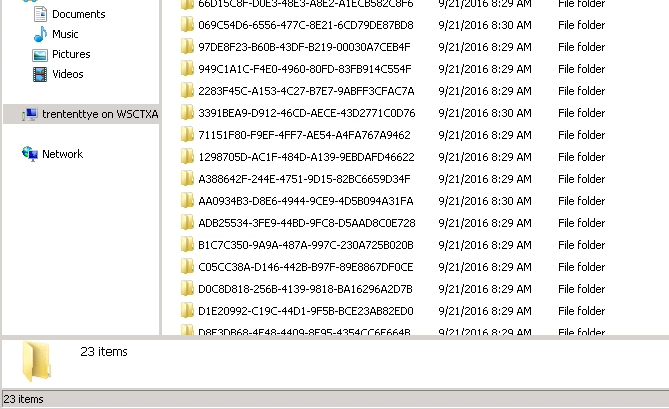 Documents
Music
Pictures
Videos
trententtye on WSCTXA
Network
66D15C8F-D0E3-48E3-A8E2-A1ECB582C8F6 9/21/2016 8:29 AM File folder
069C54D6-6556-477C-8E21-6CD79DE87BD8 9/21/2016 8:30 AM File folder
97DE8F23-B60B-43DF-B219-00030A7CEB4F 9/21/2016 8:29 AM File folder
949C1A1C-F4E0-4960-80FD-83FB914C554F 9/21/2016 8:29 AM File folder
2283F45C-A153-4C27-B7E7-9ABFF3CFAC7A 9/21/2016 8:29 AM File folder
3391BEA9-D912-46CD-AECE-43D2771C0D76 9/21/2016 8:30 AM File folder
71151F80-F9EF-4FF7-AE54-A4FA767A9462 9/21/2016 8:29 AM File folder
1298705D-AC1F-484D-A139-9EBDAFD46622 9/21/2016 8:29 AM File folder
A388642F-244E-4751-9D15-82BC6659D34F 9/21/2016 8:29 AM File folder
AA0934B3-D8E6-4944-9CE9-4D5B094A31FA 9/21/2016 8:30 AM File folder
ADB25534-3FE9-44BD-9FC8-D5AAD8C0E728 9/21/2016 8:29 AM File folder
B1C7C350-9A9A-487A-997C-230A725B020B 9/21/2016 8:29 AM File folder
C05CC38A-D146-442B-B97F-89E8867DF0CE 9/21/2016 8:29 AM File folder
D0C8D818-256B-4139-9818-BA16296A2D7B 9/21/2016 8:29 AM File folder
D1E20992-C19C-44D1-9F5B-BCE23AB82ED0 9/21/2016 8:29 AM File folder
D8F3DB68-4E48-4409-8F95-4354CC6F664B 9/21/2016 8:29 AM File folder
23 items
23 items